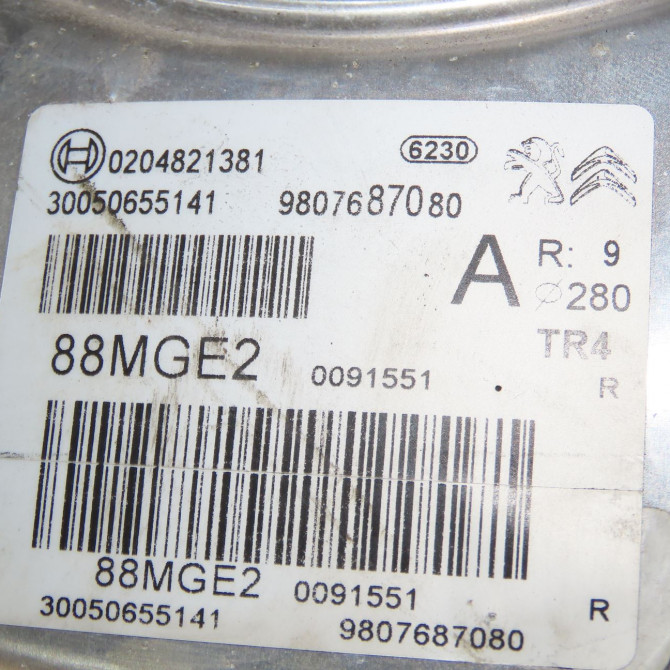 0204821381 6230
30050655141 9807687080
A R: 9
⌀280
TR4
88MGE2 0091551 R
88MGE2 0091551
30050655141 9807687080 R